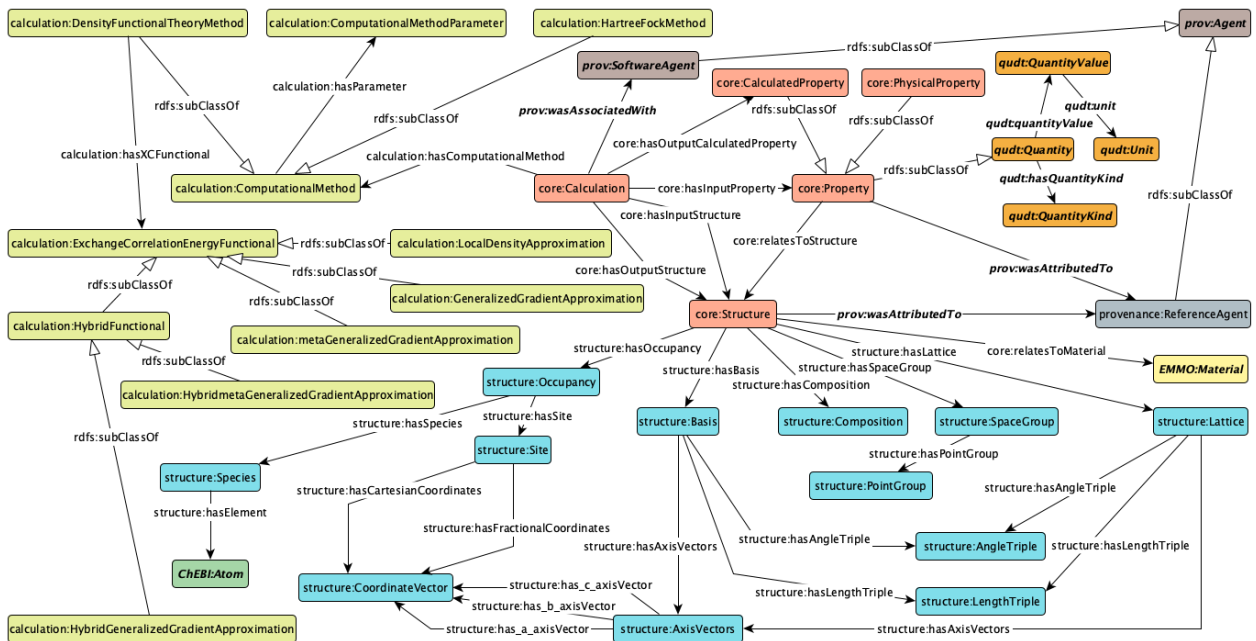 calculation:DensityFunctionalTheoryMethod
calculation:ComputationalMethodParameter
calculation:HartreeFockMethod
prov:Agent
rdfs:subClassOf
prov:SoftwareAgent
qudt:QuantityValue
core:CalculatedProperty
core:PhysicalProperty
calculation:hasParameter
rdfs:subClassOf
prov:wasAssociatedWith
rdfs:subClassOf
qudt:unit
qudt:quantityValue
rdfs:subClassOf
rdfs:subClassOf
core:hasOutputCalculatedProperty
rdfs:subClassOf
qudt:Quantity
qudt:Unit
calculation:hasXCFunctional
calculation:hasComputationalMethod
rdfs:subClassOf
qudt:hasQuantityKind
calculation:ComputationalMethod
core:Calculation
core:hasInputProperty
core:Property
rdfs:subClassOf
qudt:QuantityKind
core:hasInputStructure
calculation:ExchangeCorrelationEnergyFunctional
rdfs:subClassOf
calculation:LocalDensityApproximation
core:relatesToStructure
rdfs:subClassOf
core:hasOutputStructure
prov:wasAttributedTo
rdfs:subClassOf
rdfs:subClassOf
calculation:GeneralizedGradientApproximation
core:Structure
prov:wasAttributedTo
provenance:ReferenceAgent
calculation:HybridFunctional
calculation:metaGeneralizedGradientApproximation
structure:hasOccupancy
structure:hasLattice
core:relatesToMaterial
rdfs:subClassOf
structure:hasBasis
structure:hasSpaceGroup
EMMO:Material
structure:Occupancy
structure:hasComposition
calculation:HybridmetaGeneralizedGradientApproximation
structure:hasSite
structure:hasSpecies
structure:Basis
structure:Composition
structure:SpaceGroup
structure:Lattice
rdfs:subClassOf
structure:Site
structure:hasPointGroup
structure:Species
structure:PointGroup
structure:hasCartesianCoordinates
structure:hasAngleTriple
structure:hasElement
structure:hasFractionalCoordinates
structure:hasAngleTriple
structure:hasAxisVectors
structure:AngleTriple
structure:hasLengthTriple
ChEBI:Atom
structure:CoordinateVector
structure:has_c_axisVector
structure:hasLengthTriple
structure:LengthTriple
structure:has_b_axisVector
calculation:HybridGeneralizedGradientApproximation
structure:has_a_axisVector
structure:AxisVectors
structure:hasAxisVectors